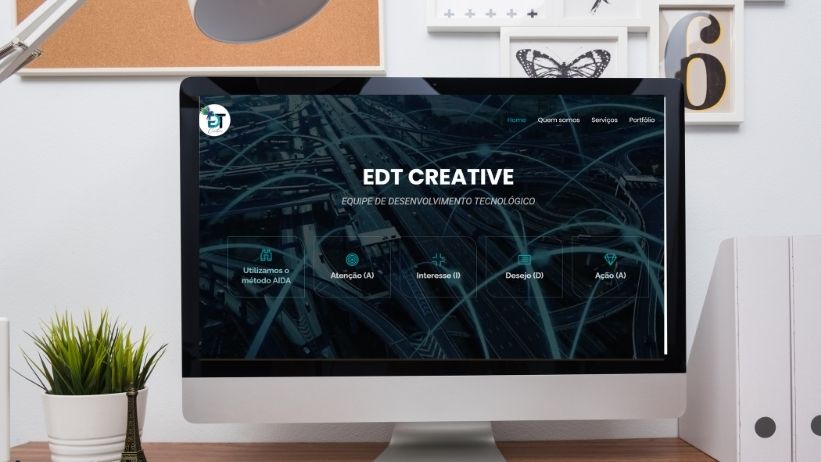 6
DT
Home Quem somos Serviços Portfólio
EDT CREATIVE
EQUIPE DE DESENVOLVIMENTO TECNOLÓGICO
Utilizamos o
método AIDA
Atenção (A)
Interesse (I)
Desejo (D)
Ação (A)